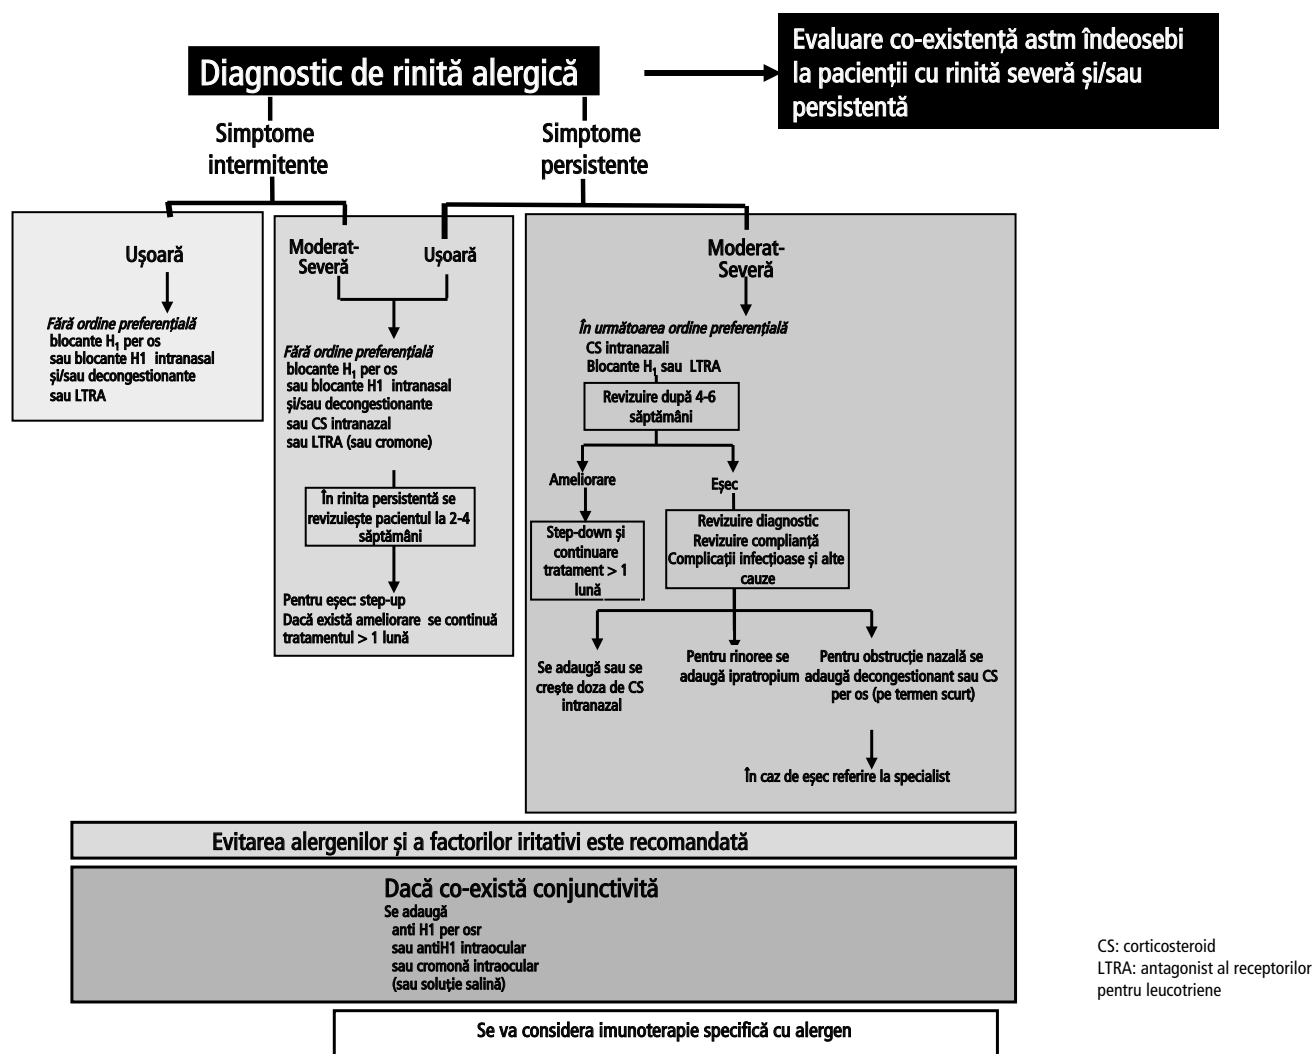 Diagnostic de rinită alergică
Evaluare co-existență astm îndeosebi
la pacienții cu rinită severă și/sau
persistentă
Simptome
intermitente
Simptome
persistente
Ușoară
Fără ordine preferențială
blocante H1 per os
sau blocante H1 intranasal
și/sau decongestionante
sau LTRA
Moderat-
Severă
Ușoară
Fără ordine preferențială
blocante H1 per os
sau blocante H1 intranasal
și/sau decongestionante
sau CS intranazal
sau LTRA (sau cromone)
În rinita persistentă se
revizuiește pacientul la 2-4
săptămâni
Pentru eșec: step-up
Dacă există ameliorare se continuă
tratamentul > 1 lună
Moderat-
Severă
În următoarea ordine preferențială
CS intranazali
Blocante H1 sau LTRA
Revizuire după 4-6
săptămâni
Ameliorare
Eșec
Step-down și
continuare
tratament > 1
lună
Revizuire diagnostic
Revizuire complianță
Complicații infecțioase și alte
cauze
Se adaugă sau se
crește doza de CS
intranazal
Pentru rinoree se
adaugă ipratropium
Pentru obstrucție nazală se
adaugă decongestionant sau CS
per os (pe termen scurt)
În caz de eșec referire la specialist
Evitarea alergenilor și a factorilor iritativi este recomandată
Dacă co-există conjunctivită
Se adaugă
anti H1 per osr
sau antiH1 intraocular
sau cromonă intraocular
(sau soluție salină)
Se va considera imunoterapie specifică cu alergen
CS: corticosteroid
LTRA: antagonist al receptorilor
pentru leucotriene